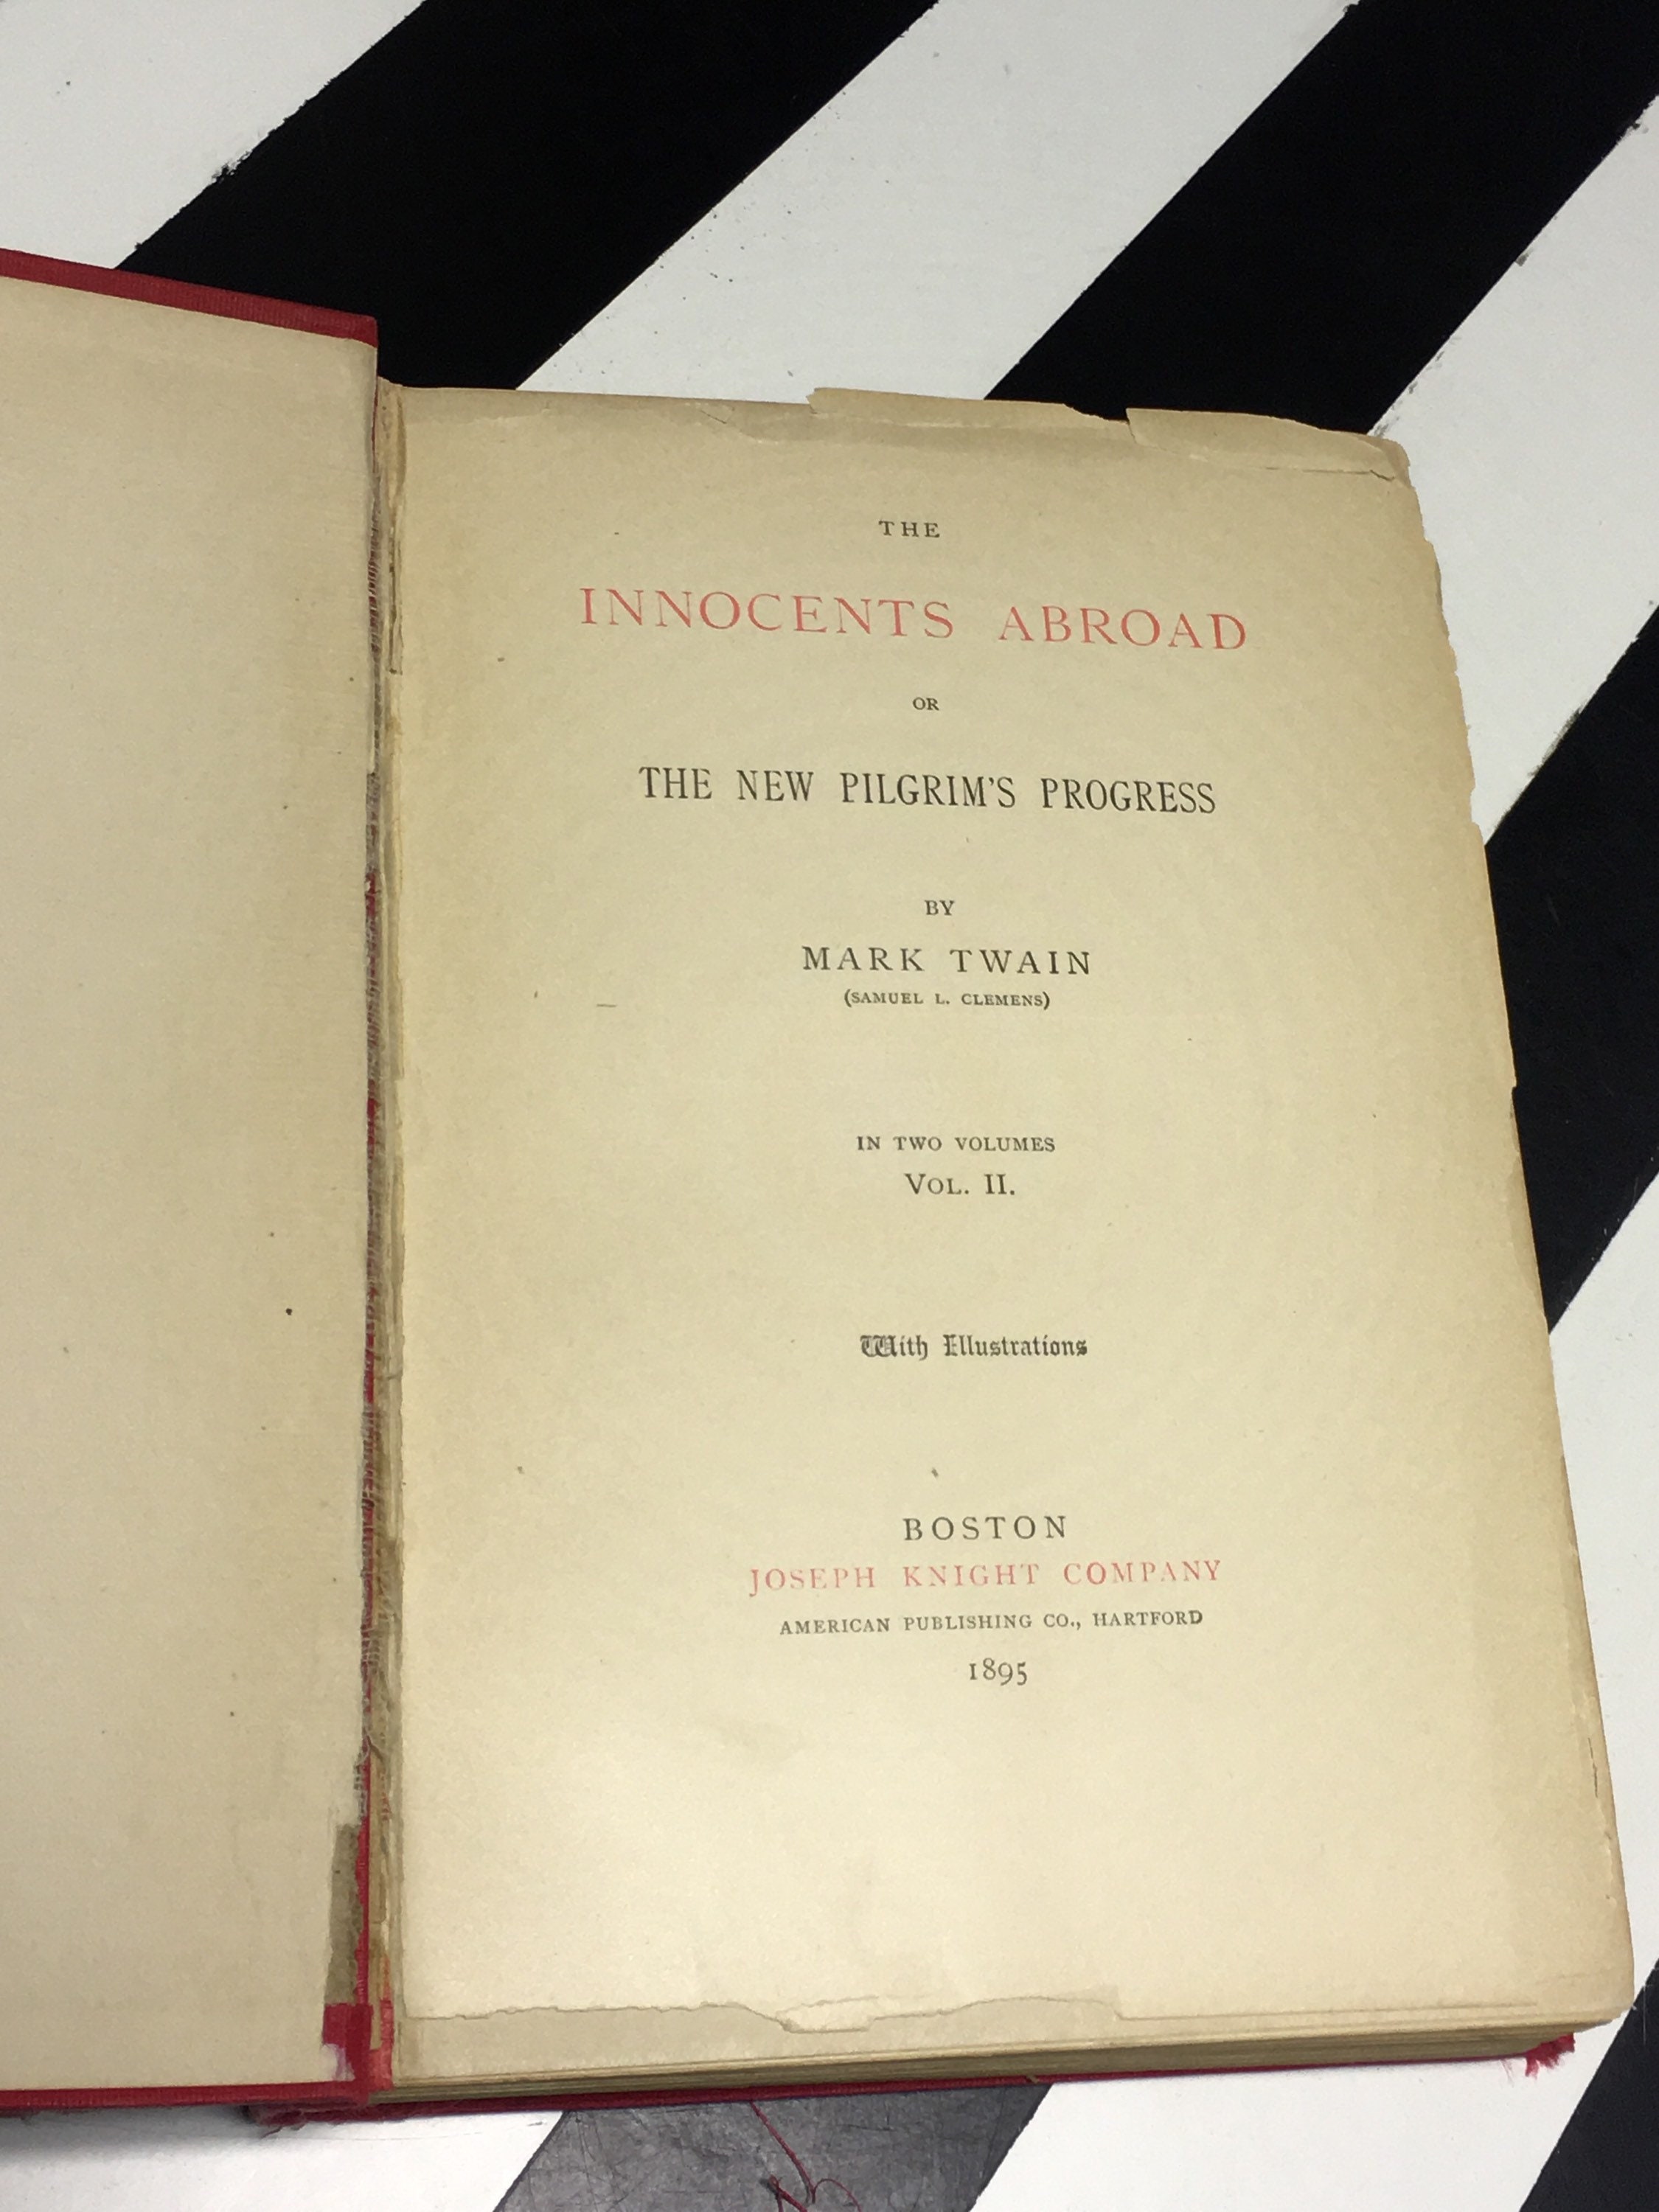 THE
INNOCENTS ABROAD
OR
THE NEW PILGRIM'S PROGRESS
BY
MARK TWAIN
(SAMUEL L. CLEMENS)
IN TWO VOLUMES
VOL. II.
With Illustrations
BOSTON
JOSEPH KNIGHT COMPANY
AMERICAN PUBLISHING CO., HARTFORD
1895